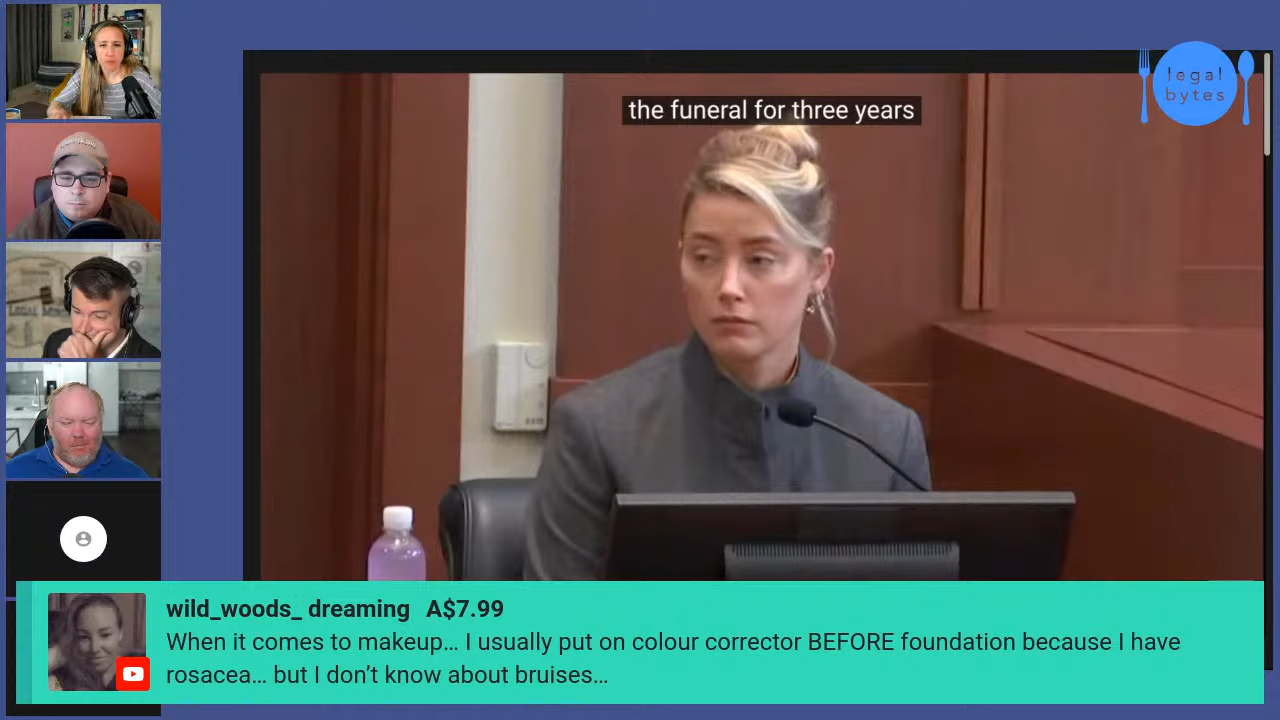 the funeral for three years
legal
bytes
wild_woods_ dreaming A$7.99
When it comes to makeup… I usually put on colour corrector BEFORE foundation because I have
rosacea… but I don’t know about bruises…